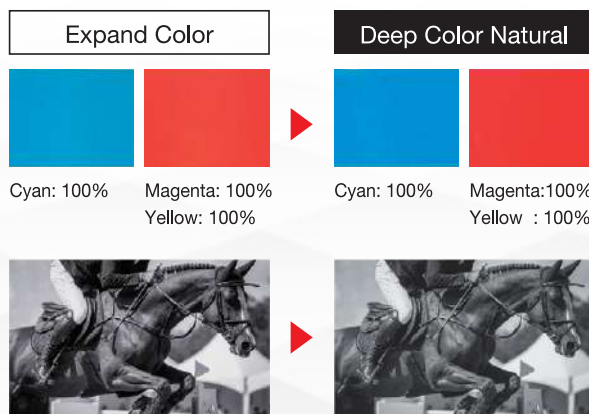 Expand Color
Deep Color Natural
Cyan: 100%
Magenta: 100%
Yellow: 100%
Cyan: 100%
Magenta:100%
Yellow : 100%